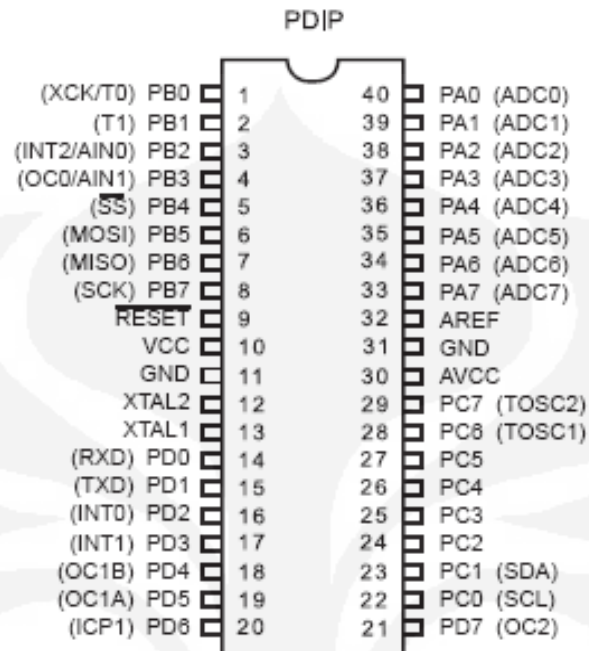 PDIP
(XCK/T0) PB0 1 40 PA0 (ADC0)
(T1) PB1 2 39 PA1 (ADC1)
(INT2/AIN0) PB2 3 38 PA2 (ADC2)
(OC0/AIN1) PB3 4 37 PA3 (ADC3)
(SS) PB4 5 36 PA4 (ADC4)
(MOSI) PB5 6 35 PA5 (ADC5)
(MISO) PB6 7 34 PA6 (ADC6)
(SCK) PB7 8 33 PA7 (ADC7)
RESET 9 32 AREF
VCC 10 31 GND
GND 11 30 AVCC
XTAL2 12 29 PC7 (TOSC2)
XTAL1 13 28 PC6 (TOSC1)
(RXD) PD0 14 27 PC5
(TXD) PD1 15 26 PC4
(INT0) PD2 16 25 PC3
(INT1) PD3 17 24 PC2
(OC1B) PD4 18 23 PC1 (SDA)
(OC1A) PD5 19 22 PC0 (SCL)
(ICP1) PD6 20 21 PD7 (OC2)